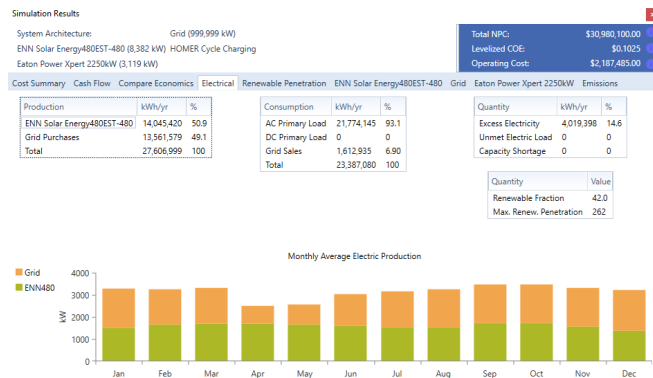 Simulation Results
System Architecture: Grid (999,999 kW)
ENN Solar Energy480EST-480 (8,382 kW) HOMER Cycle Charging
Eaton Power Xpert 2250kW (3,119 kW)
Total NPC: $30,980,100.00
Levelized COE: $0.1025
Operating Cost: $2,187,485.00
Cost Summary Cash Flow Compare Economics Electrical Renewable Penetration ENN Solar Energy480EST-480 Grid Eaton Power Xpert 2250kW Emissions
Production kWh/yr %
ENN Solar Energy480EST-480 14,045,420 50.9
Grid Purchases 13,561,579 49.1
Total 27,606,999 100
Consumption kWh/yr %
AC Primary Load 21,774,145 93.1
DC Primary Load 0 0
Grid Sales 1,612,935 6.90
Total 23,387,080 100
Quantity kWh/yr %
Excess Electricity 4,019,398 14.6
Unmet Electric Load 0 0
Capacity Shortage 0 0
Quantity Value
Renewable Fraction 42.0
Max. Renew. Penetration 262
Monthly Average Electric Production
Grid
ENN480
kW
4000
3000
2000
1000
0
Jan Feb Mar Apr May Jun Jul Aug Sep Oct Nov Dec